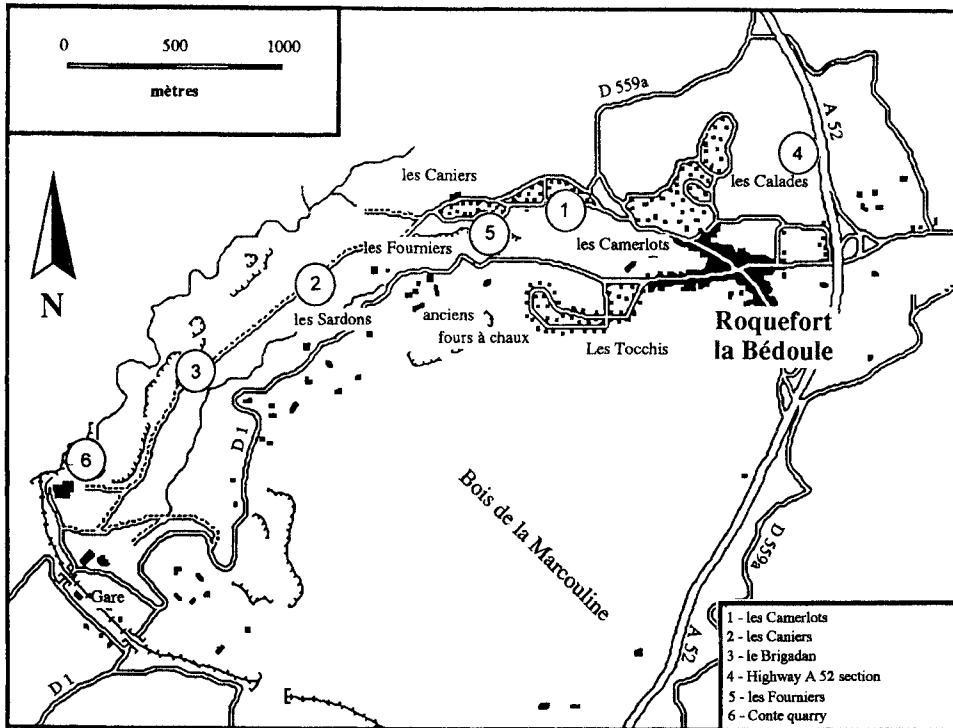 0 500 1000
mètres
D 559a
A 52
4
les Caniers
les Calades
1
5
les Fourniers
les Camerlots
N
2
les Sardons
anciens
fours à chaux
Les Tocchis
Roquefort
la Bédoule
3
D 1
6
Bois de la Marcouline
D 559a
Gare
A 52
D 1
1 - les Camerlots
2 - les Caniers
3 - le Brigadan
4 - Highway A 52 section
5 - les Fourniers
6 - Conte quarry